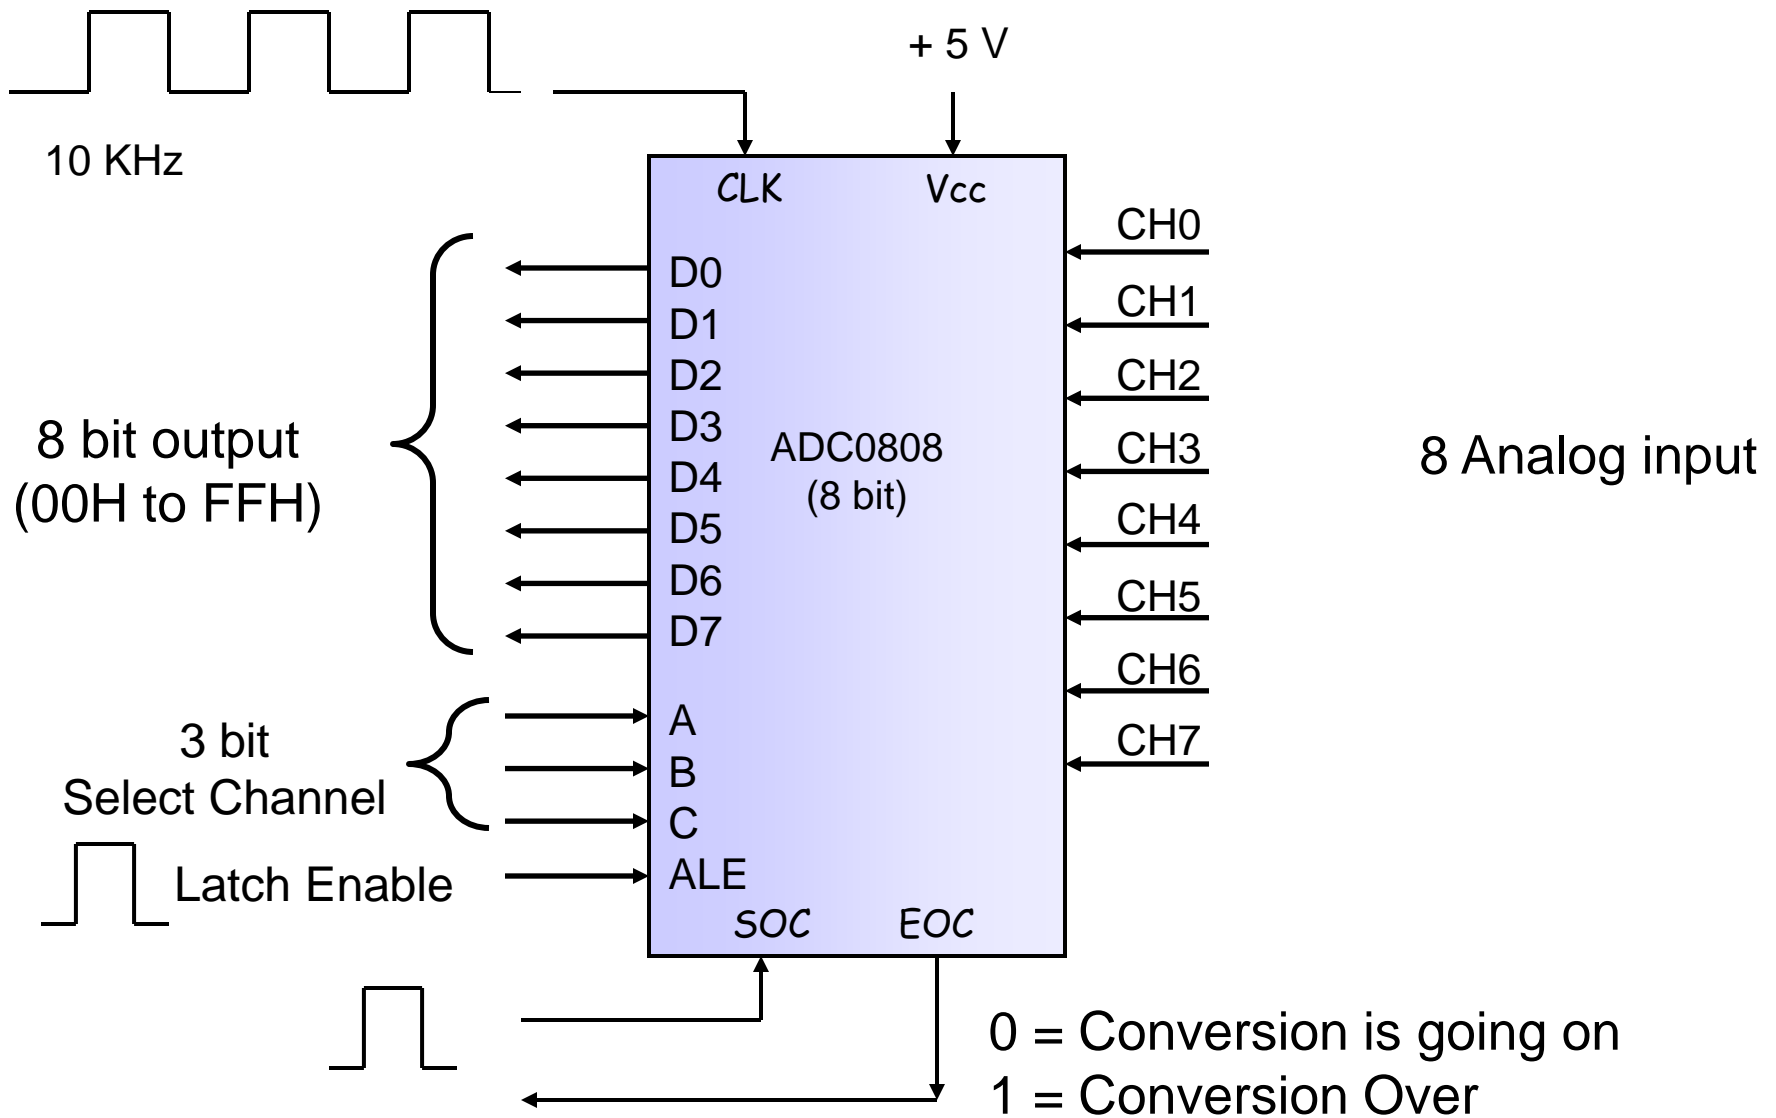 + 5 V
10 KHz
CLK
Vcc
D0
D1
D2
D3
D4
D5
D6
D7
8 bit output
(00H to FFH)
ADC0808
(8 bit)
CH0
CH1
CH2
CH3
CH4
CH5
CH6
CH7
8 Analog input
3 bit
Select Channel
A
B
C
Latch Enable
ALE
SOC
EOC
0 = Conversion is going on
1 = Conversion Over